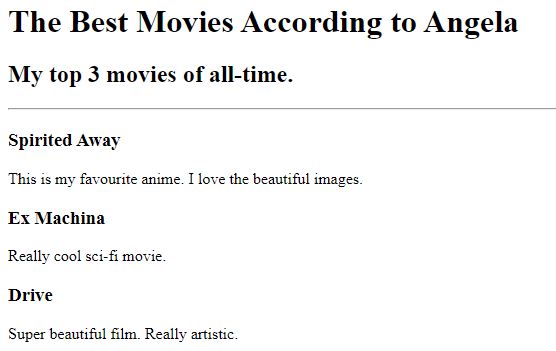 The Best Movies According to Angela
My top 3 movies of all-time.
Spirited Away
This is my favourite anime. I love the beautiful images.
Ex Machina
Really cool sci-fi movie.
Drive
Super beautiful film. Really artistic.